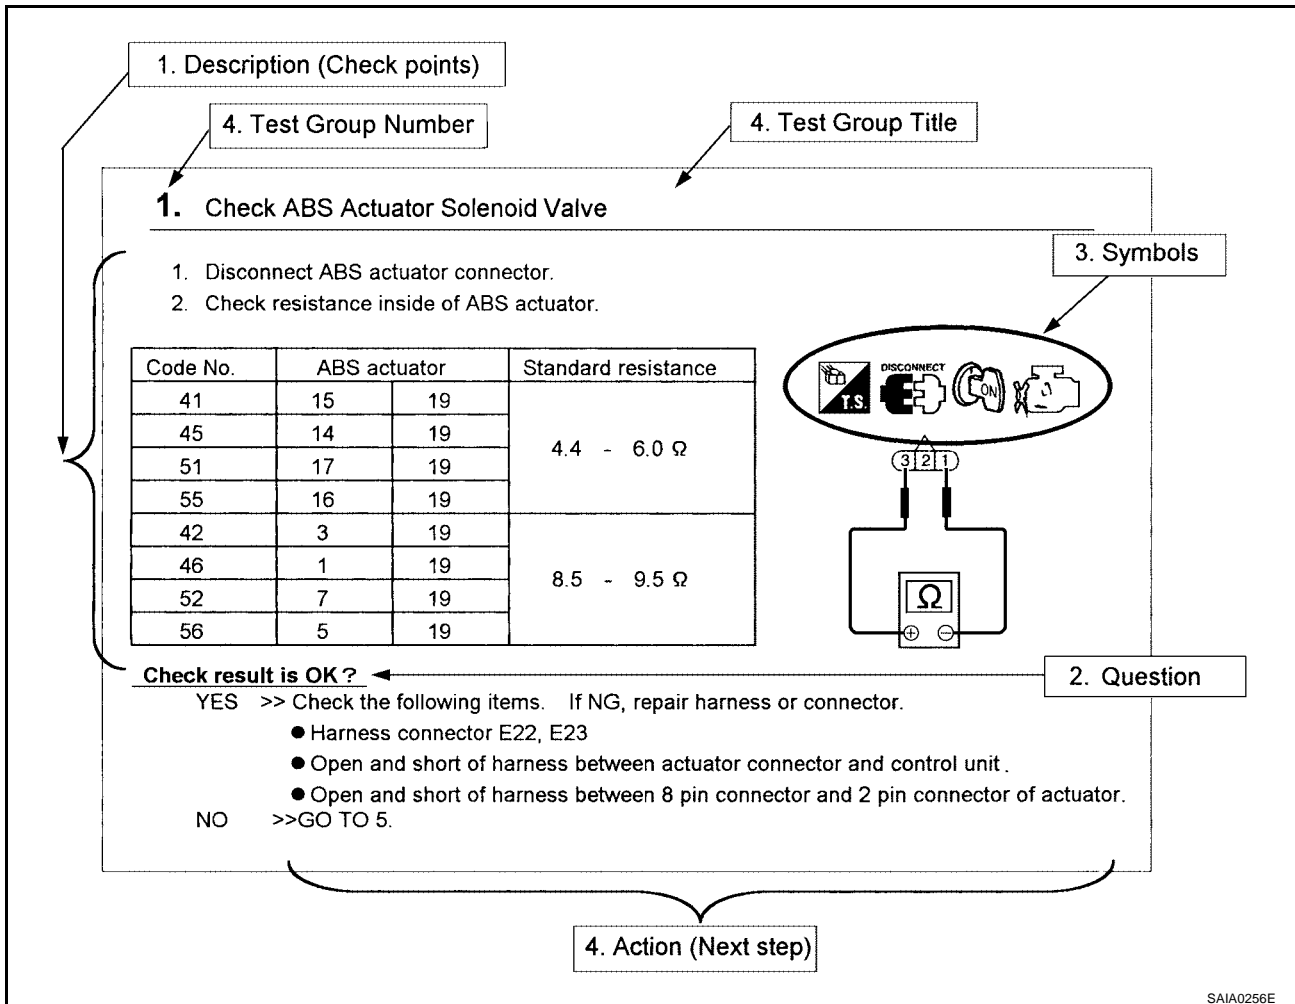 1. Description (Check points)
4. Test Group Number
4. Test Group Title
1. Check ABS Actuator Solenoid Valve
3. Symbols
1. Disconnect ABS actuator connector.
2. Check resistance inside of ABS actuator.
Code No. ABS actuator Standard resistance
41 15 19
45 14 19
51 17 19
55 16 19
4.4 - 6.0 Ω
42 3 19
46 1 19
52 7 19
56 5 19
8.5 - 9.5 Ω
T.S.
DISCONNECT
ON
3 2 1
Ω
+ −
Check result is OK?
2. Question
YES >> Check the following items. If NG, repair harness or connector.
● Harness connector E22, E23
● Open and short of harness between actuator connector and control unit.
● Open and short of harness between 8 pin connector and 2 pin connector of actuator.
NO >>GO TO 5.
4. Action (Next step)
SAIA0256E